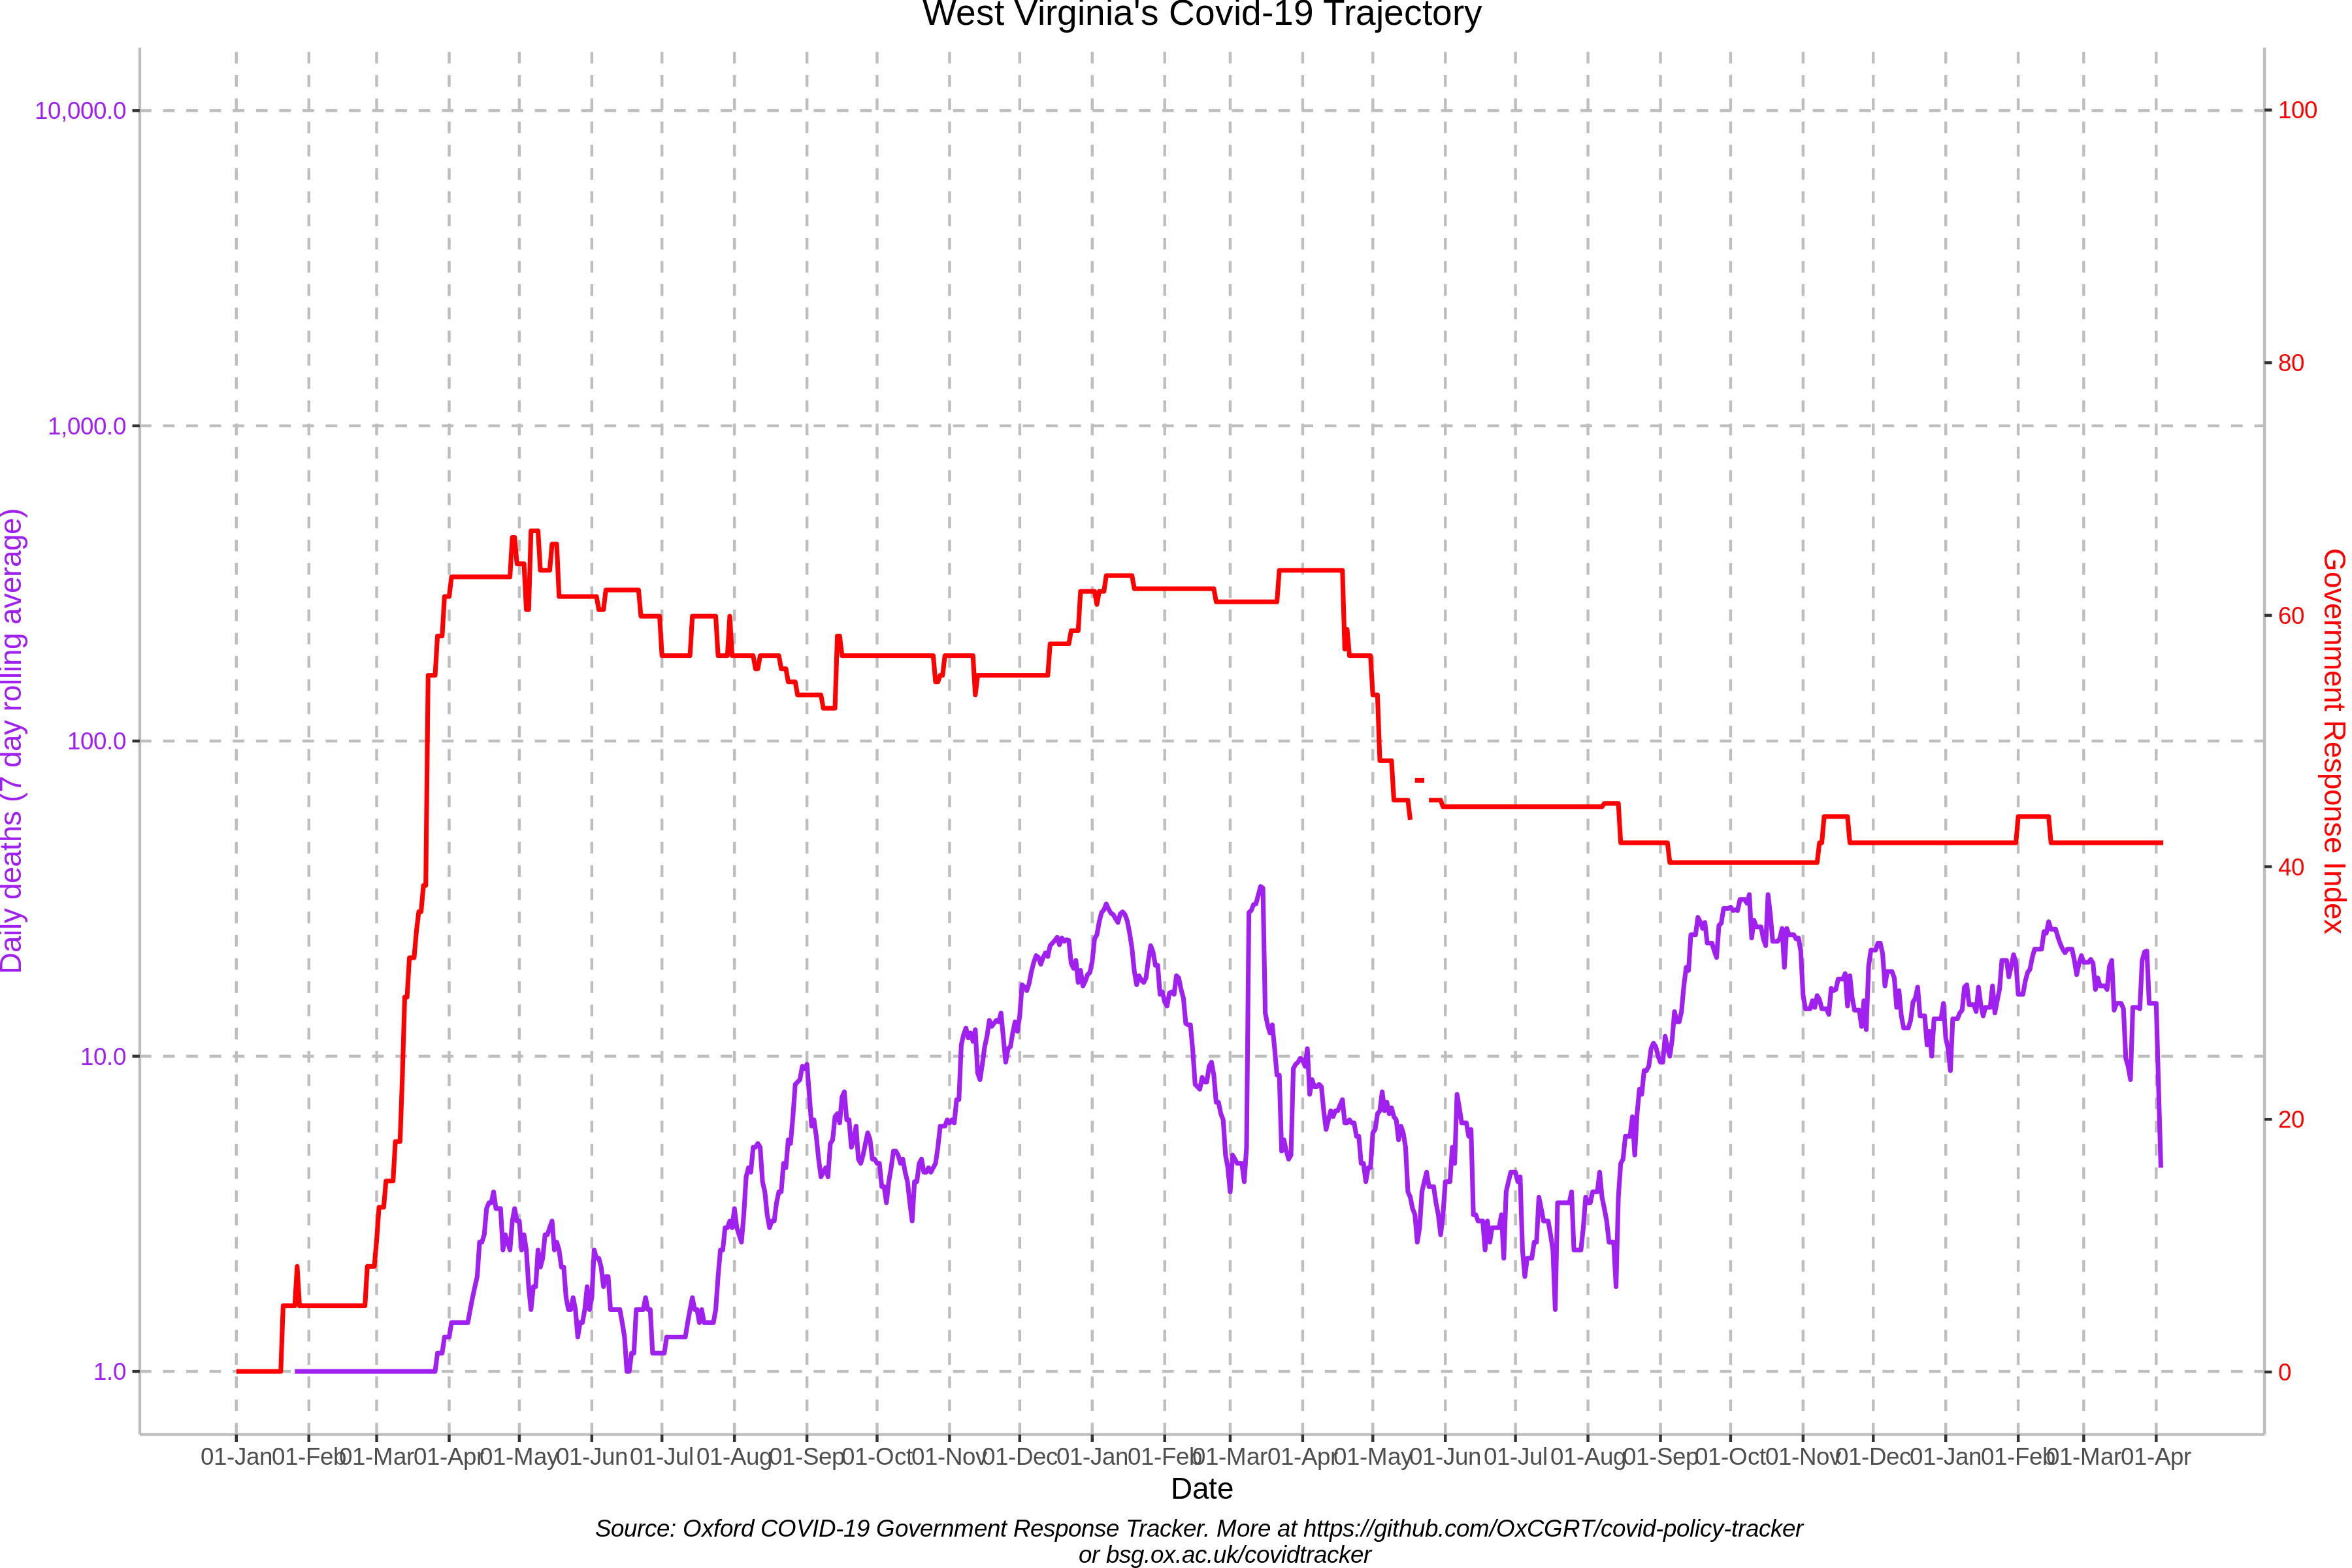 West Virginia's Covid-19 Trajectory
10,000.0
1,000.0
100.0
10.0
1.0
Daily deaths (7 day rolling average)
100
80
60
40
20
0
Government Response Index
01-Jan 01-Feb 01-Mar 01-Apr 01-May 01-Jun 01-Jul 01-Aug 01-Sep 01-Oct 01-Nov 01-Dec 01-Jan 01-Feb 01-Mar 01-Apr 01-May 01-Jun 01-Jul 01-Aug 01-Sep 01-Oct 01-Nov 01-Dec 01-Jan 01-Feb 01-Mar 01-Apr
Date
Source: Oxford COVID-19 Government Response Tracker. More at https://github.com/OxCGRT/covid-policy-tracker
or bsg.ox.ac.uk/covidtracker